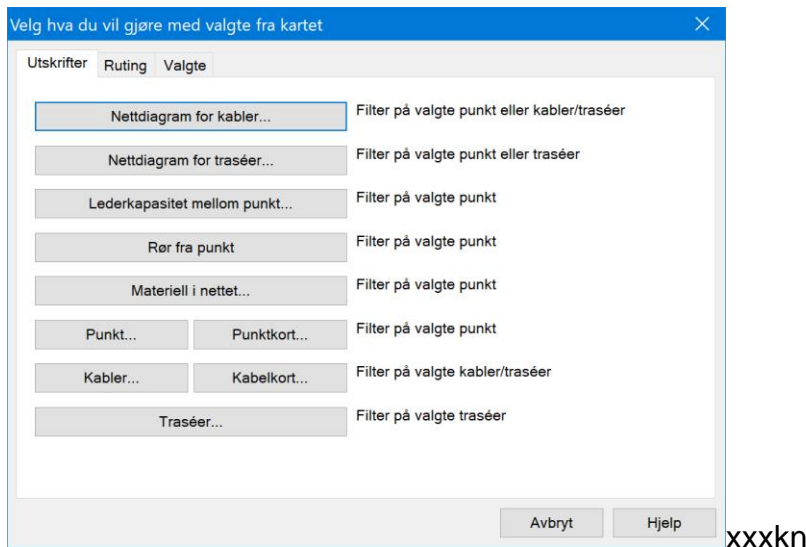 Velg hva du vil gjøre med valgte fra kartet
Utskrifter Ruting Valgte
Nettdiagram for kabler... Filter på valgte punkt eller kabler/traséer
Nettdiagram for traséer... Filter på valgte punkt eller traséer
Lederkapasitet mellom punkt... Filter på valgte punkt
Rør fra punkt Filter på valgte punkt
Materiell i nettet... Filter på valgte punkt
Punkt... Punktkort... Filter på valgte punkt
Kabler... Kabelkort... Filter på valgte kabler/traséer
Traséer... Filter på valgte traséer
Avbryt Hjelp
xxxkn